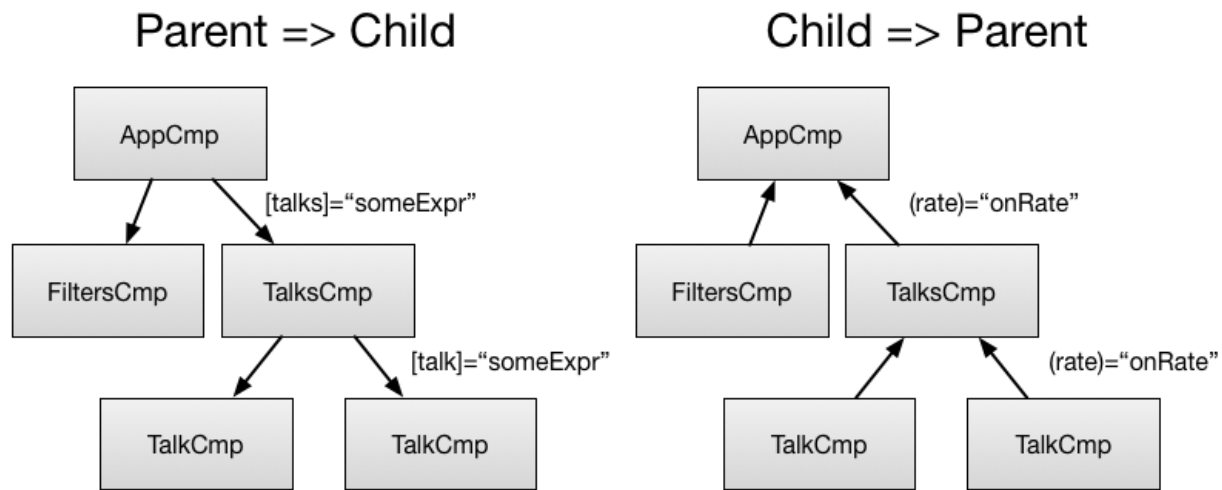 Parent => Child
AppCmp
[talks]=“someExpr”
FiltersCmp
TalksCmp
[talk]=“someExpr”
TalkCmp
TalkCmp
Child => Parent
AppCmp
(rate)=“onRate”
FiltersCmp
TalksCmp
(rate)=“onRate”
TalkCmp
TalkCmp